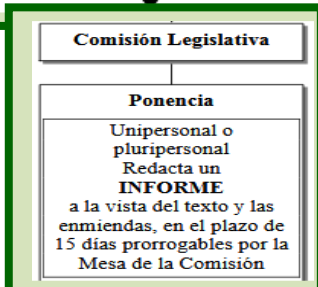 Comisión Legislativa
Ponencia
Unipersonal o
pluripersonal
Redacta un
INFORME
a la vista del texto y las
enmiendas, en el plazo de
15 días prorrogables por la
Mesa de la Comisión